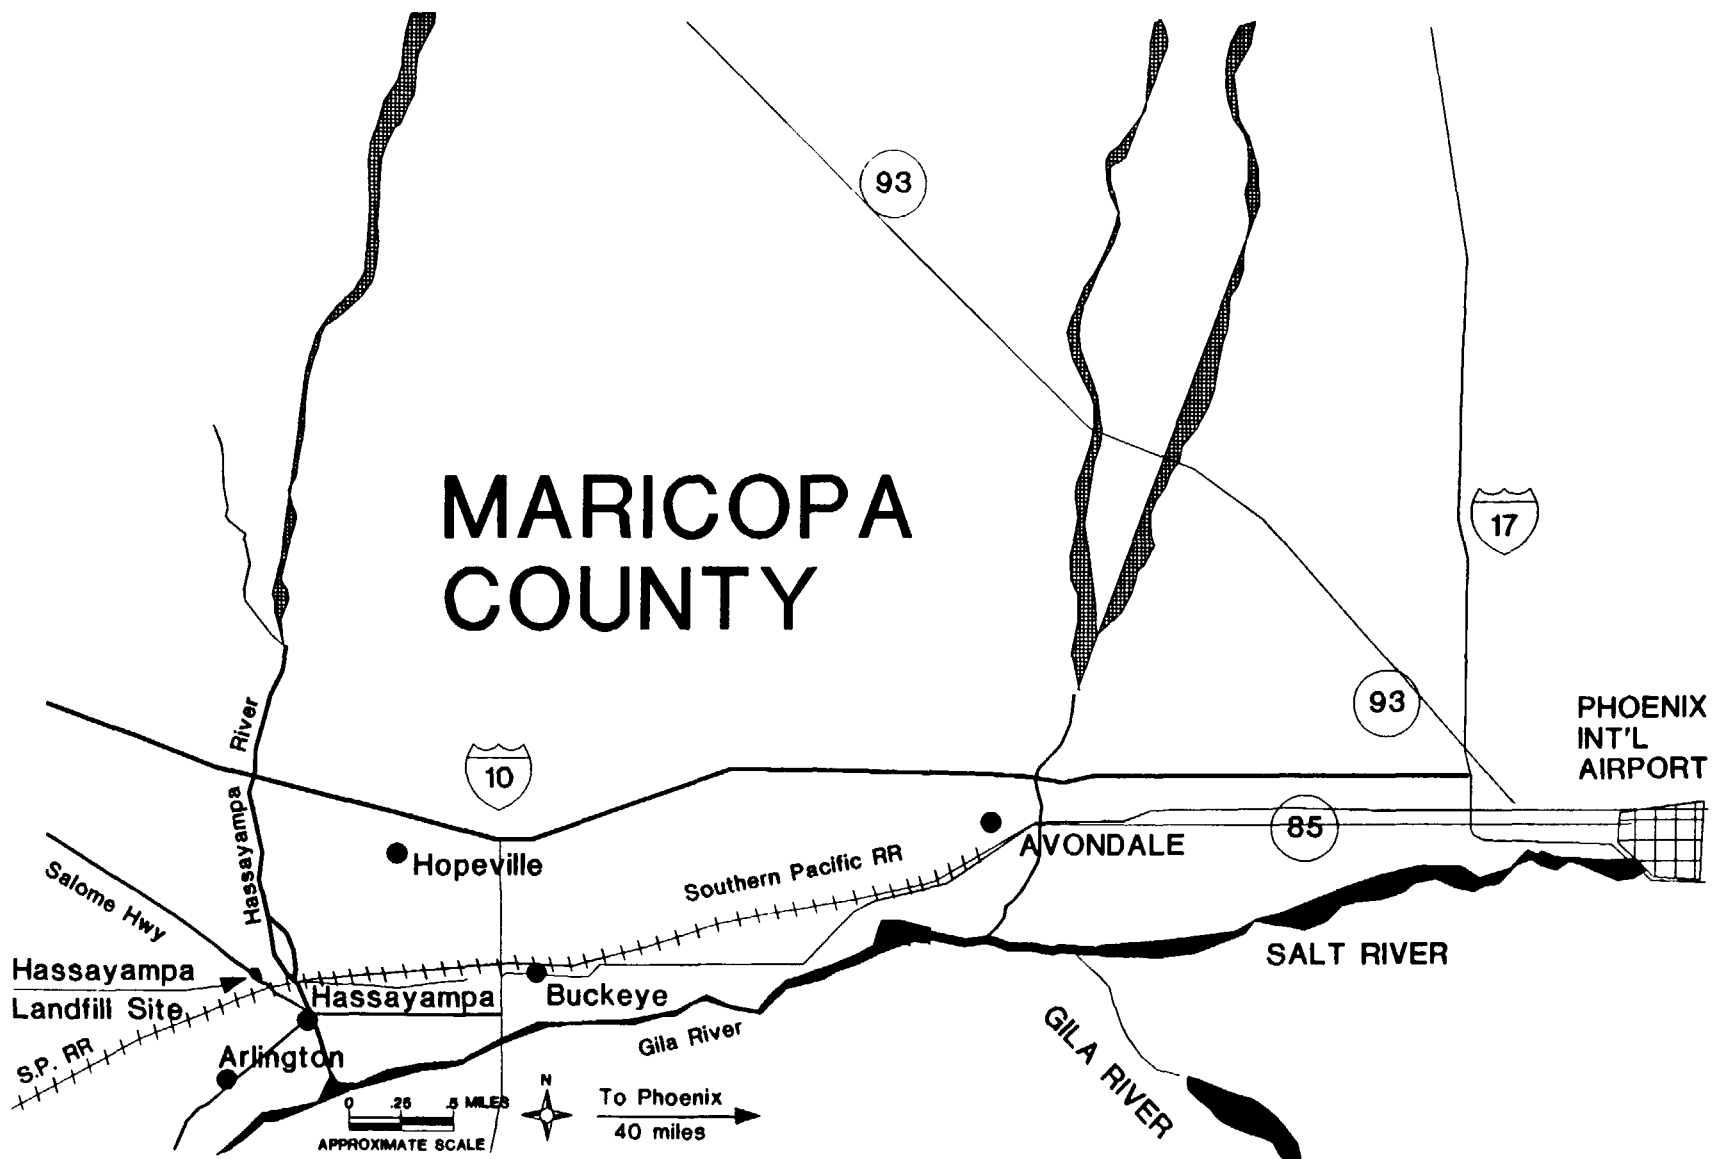 93
MARICOPA
COUNTY
17
93
PHOENIX
INT'L
AIRPORT
Hassayampa River
10
85
AVONDALE
Hopeville
Southern Pacific RR
Salome Hwy
SALT RIVER
Hassayampa
Landfill Site
Hassayampa
Buckeye
Gila River
GILA RIVER
S.P. RR
Arlington
0 .25 .5 MILES
APPROXIMATE SCALE
N
To Phoenix
40 miles